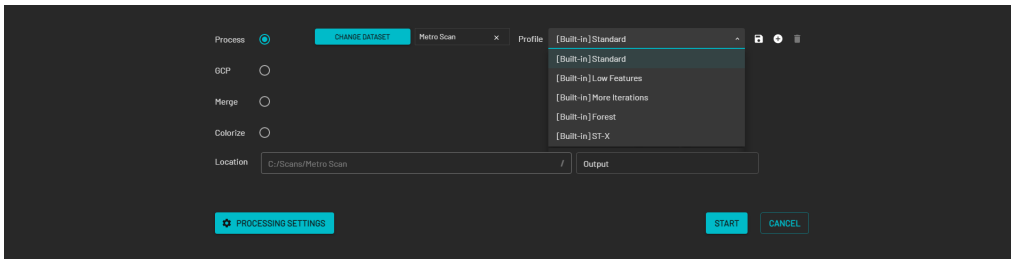 Process CHANGE DATASET Metro Scan × Profile [Built-in] Standard
[Built-in] Standard
GCP
[Built-in] Low Features
[Built-in] More Iterations
Merge
[Built-in] Forest
Colorize
[Built-in] ST-X
Location C:/Scans/Metro Scan / Output
PROCESSING SETTINGS START CANCEL